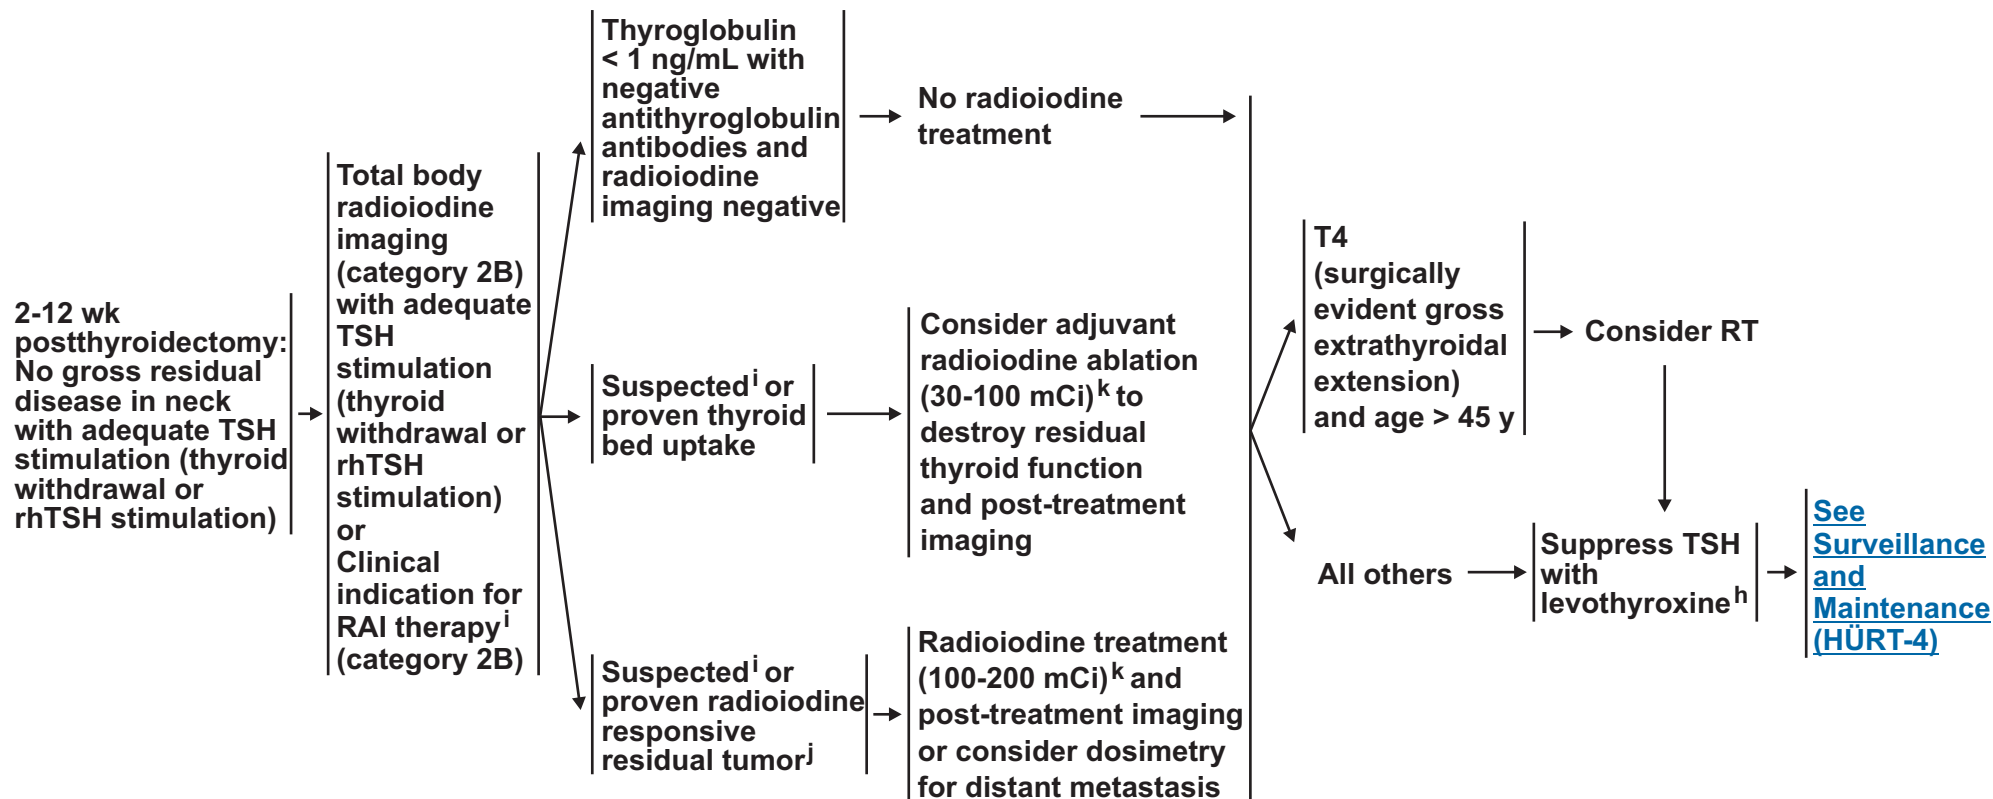 2-12 wk
postthyroidectomy:
No gross residual
disease in neck
with adequate TSH
stimulation (thyroid
withdrawal or
rhTSH stimulation)
Total body
radioiodine
imaging
(category 2B)
with adequate
TSH
stimulation
(thyroid
withdrawal or
rhTSH
stimulation)
or
Clinical
indication for
RAI therapy i
(category 2B)
Thyroglobulin
< 1 ng/mL with
negative
antithyroglobulin
antibodies and
radioiodine
imaging negative
No radioiodine
treatment
Suspected i or
proven thyroid
bed uptake
Consider adjuvant
radioiodine ablation
(30-100 mCi) k to
destroy residual
thyroid function
and post-treatment
imaging
Suspected i or
proven radioiodine
responsive
residual tumor j
Radioiodine treatment
(100-200 mCi) k and
post-treatment imaging
or consider dosimetry
for distant metastasis
T4
(surgically
evident gross
extrathyroidal
extension)
and age > 45 y
Consider RT
All others
Suppress TSH
with
levothyroxine h
See
Surveillance
and
Maintenance
(HÜRT-4)